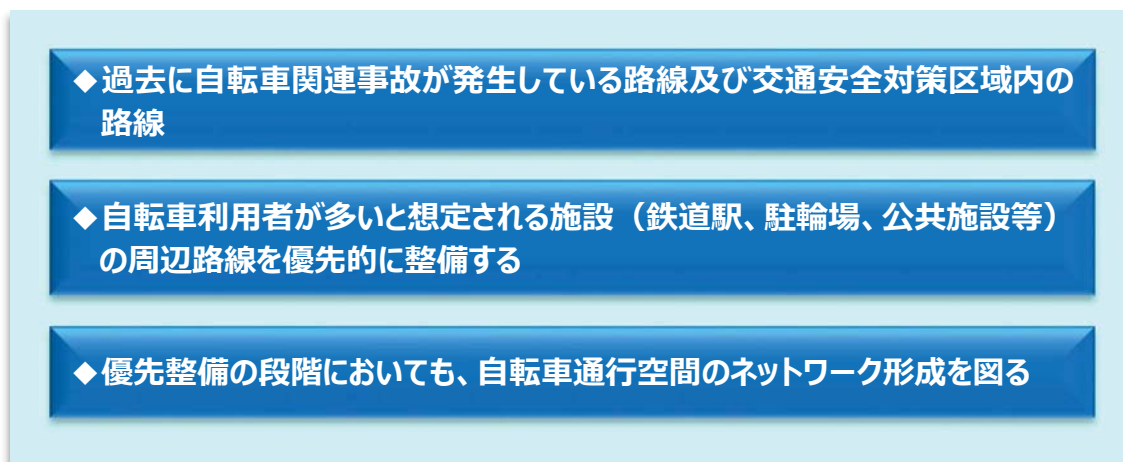 ◆過去に自転車関連事故が発生している路線及び交通安全対策区域内の
路線
◆自転車利用者が多いと想定される施設（鉄道駅、駐輪場、公共施設等）
の周辺路線を優先的に整備する
◆優先整備の段階においても、自転車通行空間のネットワーク形成を図る